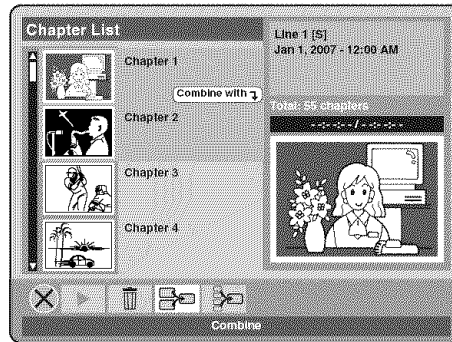 Chapter List
Line 1 [S]
Jan 1, 2007 - 12:00 AM
Chapter 1
Combine with
Total: 55 chapters
Chapter 2
--:--:-- / --:--:--
Chapter 3
Chapter 4
Combine